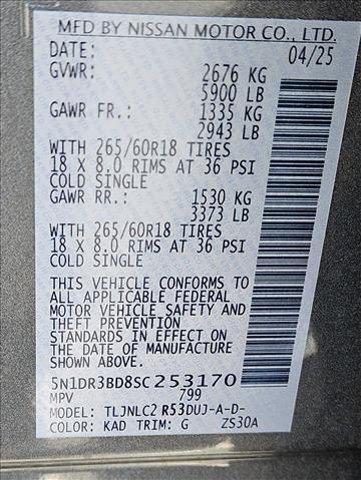 MFD BY NISSAN MOTOR CO., LTD.
DATE: 04/25
GVWR: 2676 KG
5900 LB
GAWR FR.: 1335 KG
2943 LB
WITH 265/60R18 TIRES
18 X 8.0 RIMS AT 36 PSI
COLD SINGLE
GAWR RR.: 1530 KG
3373 LB
WITH 265/60R18 TIRES
18 X 8.0 RIMS AT 36 PSI
COLD SINGLE
THIS VEHICLE CONFORMS TO
ALL APPLICABLE FEDERAL
MOTOR VEHICLE SAFETY AND
THEFT PREVENTION
STANDARDS IN EFFECT ON
THE DATE OF MANUFACTURE
SHOWN ABOVE.
5N1DR3BD8SC253170
MPV 799
MODEL: TLJNLC2 R53DUJ-A-D-
COLOR: KAD TRIM: G ZS30A